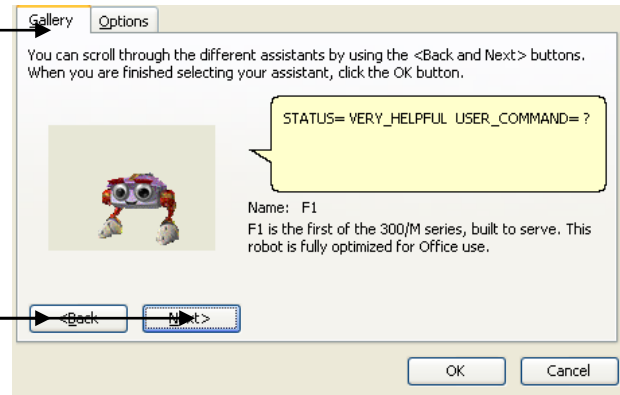 Gallery Options
You can scroll through the different assistants by using the <Back and Next> buttons.
When you are finished selecting your assistant, click the OK button.
STATUS= VERY_HELPFUL USER_COMMAND= ?
Name: F1
F1 is the first of the 300/M series, built to serve. This
robot is fully optimized for Office use.
<Back Next>
OK Cancel